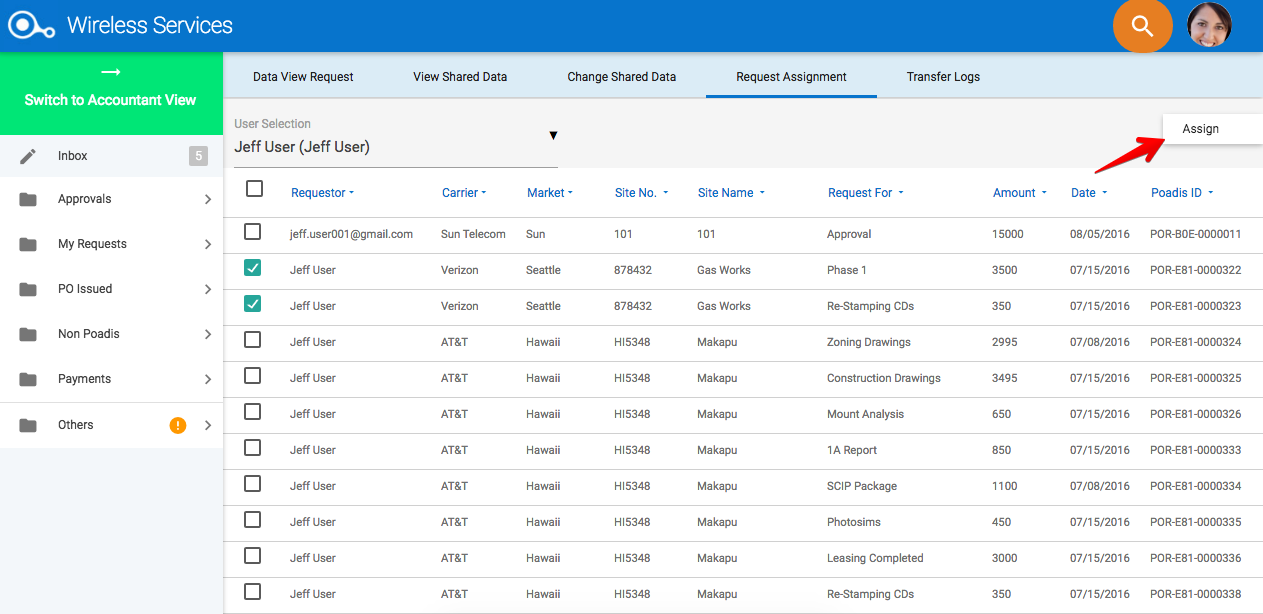 Wireless Services
Switch to Accountant View
Inbox 5
Approvals
My Requests
PO Issued
Non Poadis
Payments
Others !
Data View Request View Shared Data Change Shared Data Request Assignment Transfer Logs
User Selection
Jeff User (Jeff User)
Assign
Requestor Carrier Market Site No. Site Name Request For Amount Date Poadis ID
jeff.user001@gmail.com Sun Telecom Sun 101 101 Approval 15000 08/05/2016 POR-B0E-0000011
Jeff User Verizon Seattle 878432 Gas Works Phase 1 3500 07/15/2016 POR-E81-0000322
Jeff User Verizon Seattle 878432 Gas Works Re-Stamping CDs 350 07/15/2016 POR-E81-0000323
Jeff User AT&T Hawaii HI5348 Makapu Zoning Drawings 2995 07/08/2016 POR-E81-0000324
Jeff User AT&T Hawaii HI5348 Makapu Construction Drawings 3495 07/15/2016 POR-E81-0000325
Jeff User AT&T Hawaii HI5348 Makapu Mount Analysis 650 07/15/2016 POR-E81-0000326
Jeff User AT&T Hawaii HI5348 Makapu 1A Report 850 07/15/2016 POR-E81-0000333
Jeff User AT&T Hawaii HI5348 Makapu SCIP Package 1100 07/08/2016 POR-E81-0000334
Jeff User AT&T Hawaii HI5348 Makapu Photosims 450 07/15/2016 POR-E81-0000335
Jeff User AT&T Hawaii HI5348 Makapu Leasing Completed 3000 07/15/2016 POR-E81-0000336
Jeff User AT&T Hawaii HI5348 Makapu Re-Stamping CDs 350 07/15/2016 POR-E81-0000338